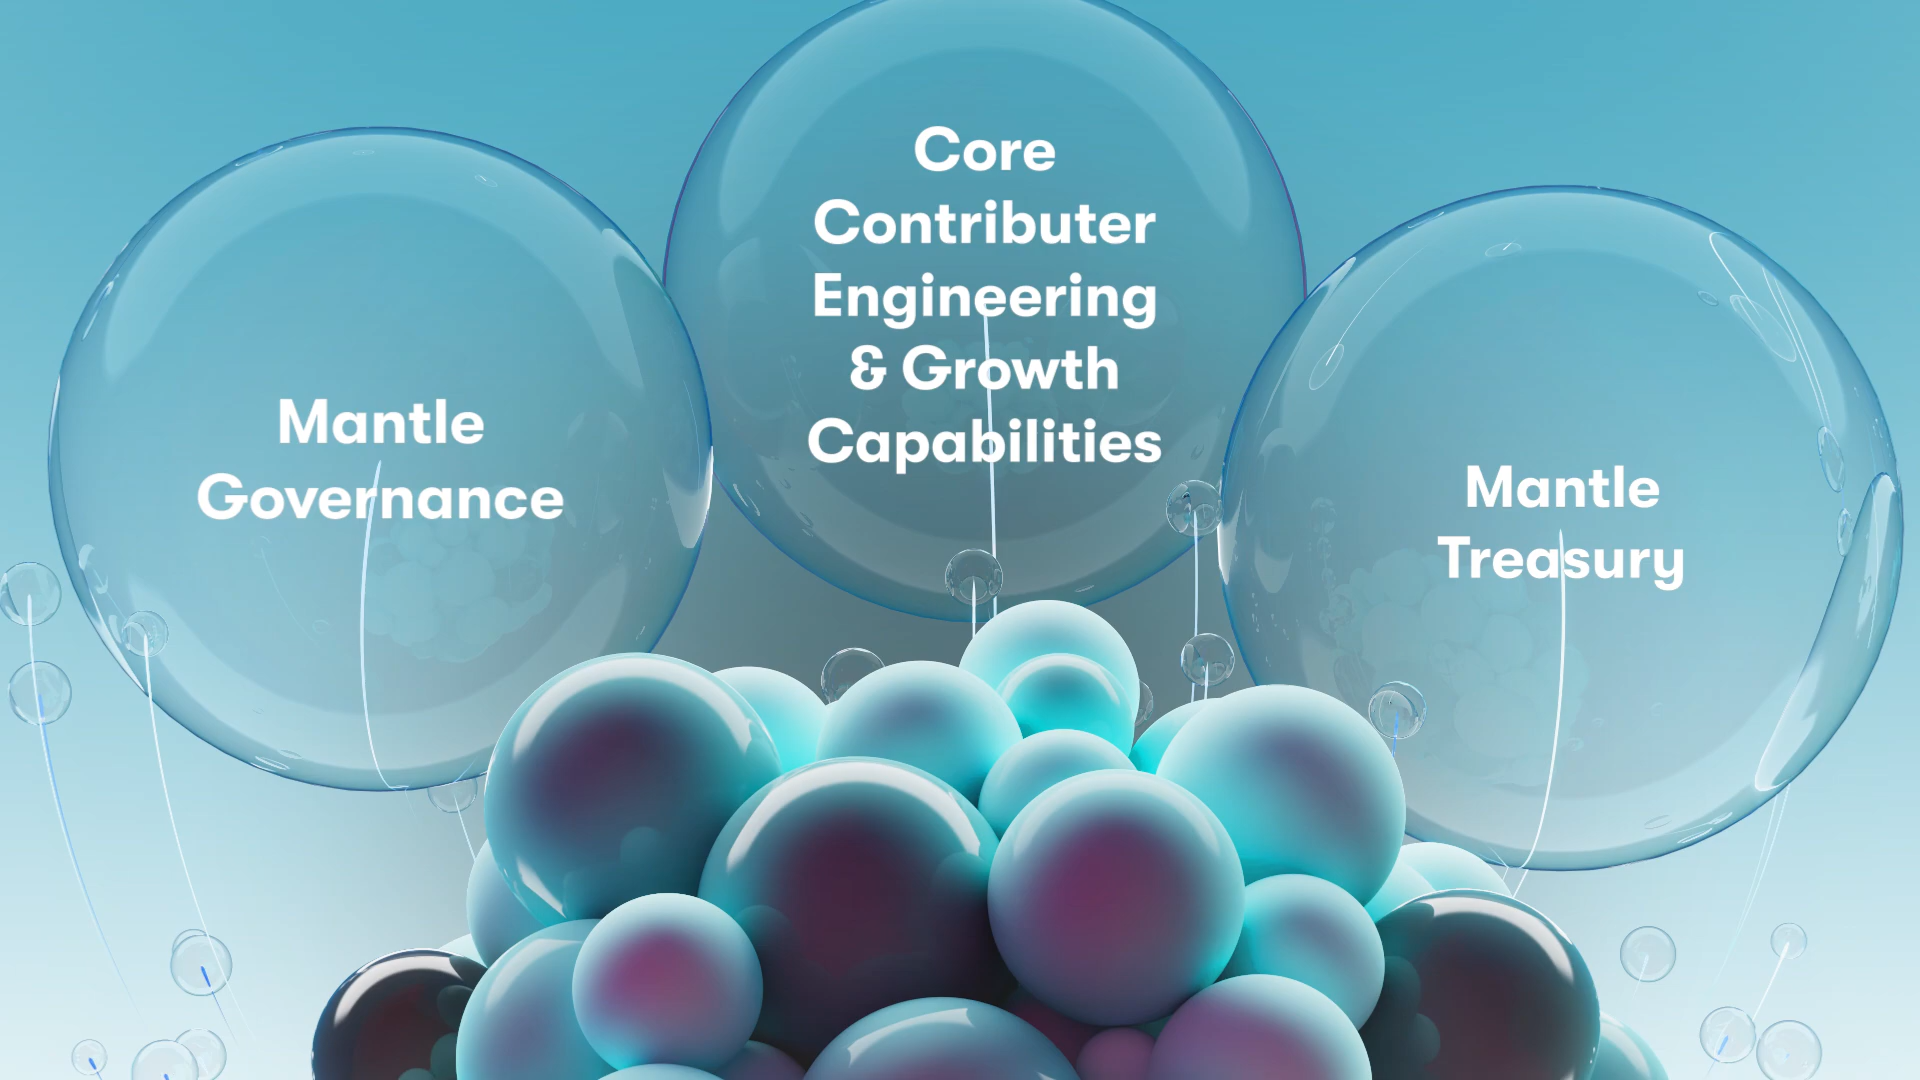 Mantle
Governance
Core
Contributer
Engineering
& Growth
Capabilities
Mantle
Treasury